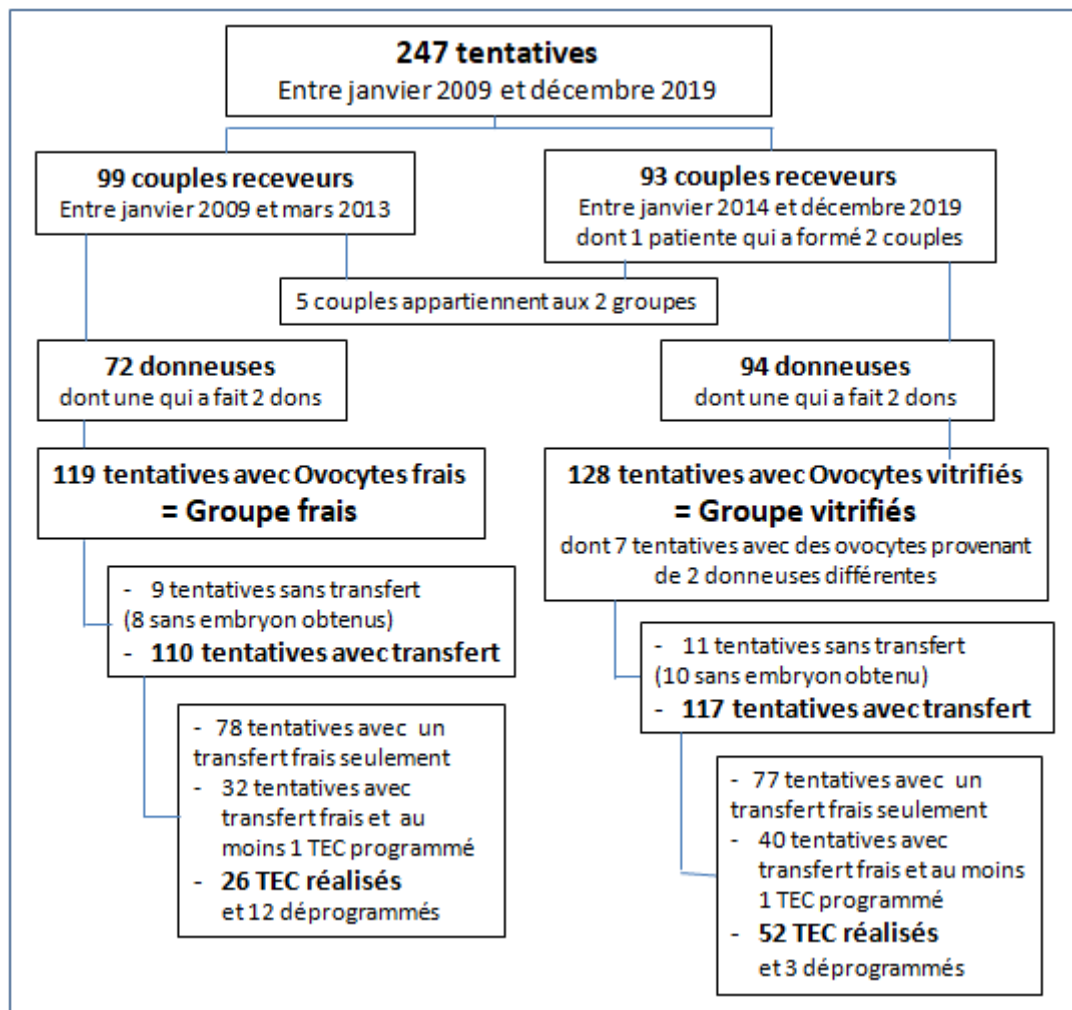 247 tentatives
Entre janvier 2009 et décembre 2019
99 couples receveurs
Entre janvier 2009 et mars 2013
93 couples receveurs
Entre janvier 2014 et décembre 2019
dont 1 patiente qui a formé 2 couples
5 couples appartiennent aux 2 groupes
72 donneuses
dont une qui a fait 2 dons
94 donneuses
dont une qui a fait 2 dons
119 tentatives avec Ovocytes frais
= Groupe frais
128 tentatives avec Ovocytes vitrifiés
= Groupe vitrifiés
dont 7 tentatives avec des ovocytes provenant
de 2 donneuses différentes
- 9 tentatives sans transfert
(8 sans embryon obtenus)
- 110 tentatives avec transfert
- 11 tentatives sans transfert
(10 sans embryon obtenu)
- 117 tentatives avec transfert
- 78 tentatives avec un
transfert frais seulement
- 32 tentatives avec
transfert frais et au
moins 1 TEC programmé
- 26 TEC réalisés
et 12 déprogrammés
- 77 tentatives avec un
transfert frais seulement
- 40 tentatives avec
transfert frais et au moins
1 TEC programmé
- 52 TEC réalisés
et 3 déprogrammés